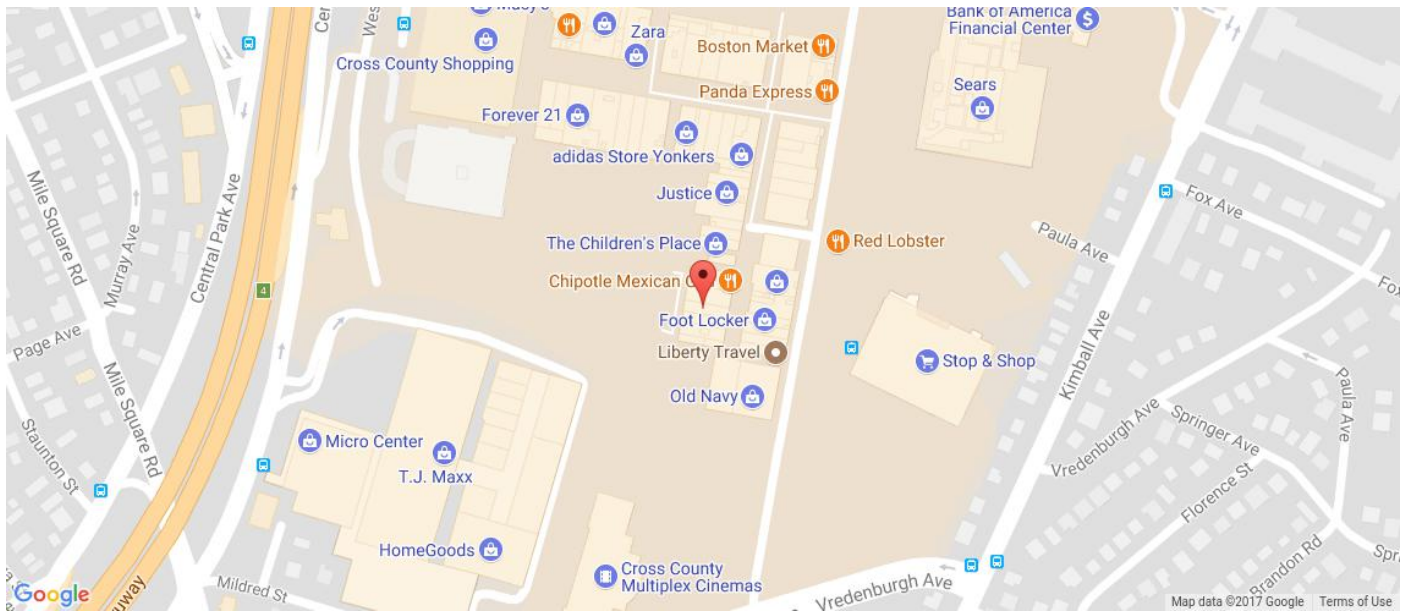 Macy's
Zara
Cross County Shopping
Boston Market
Panda Express
Bank of America
Financial Center
Sears
Forever 21
adidas Store Yonkers
Justice
The Children's Place
Chipotle Mexican
Red Lobster
Foot Locker
Liberty Travel
Old Navy
Stop & Shop
Micro Center
T.J. Maxx
HomeGoods
Cross County
Multiplex Cinemas
Mile Square Rd
Murray Ave
Central Park Ave
Page Ave
Mile Square Rd
Staunton St
4
Mildred St
Fox Ave
Paula Ave
Kimball Ave
Vredenburgh Ave
Springer Ave
Paula Ave
Florence St
Brandon Rd
Vredenburgh Ave
Google
Map data ©2017 Google
Terms of Use